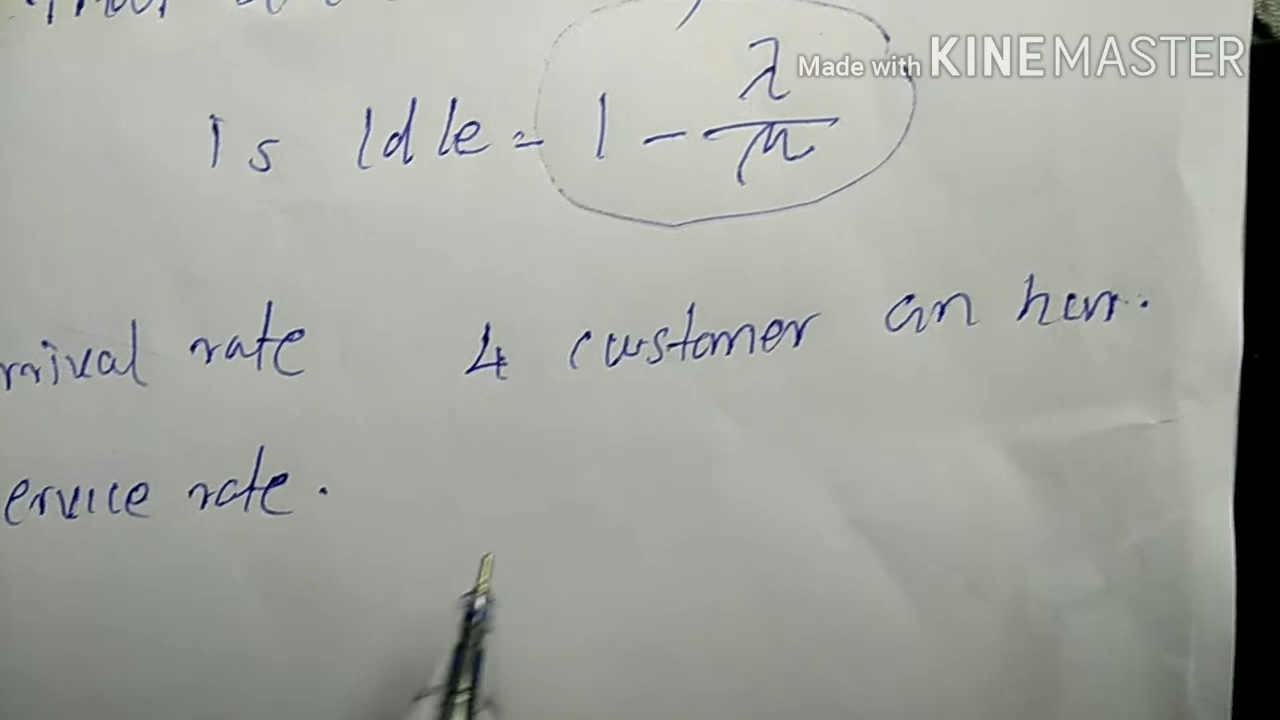 Made with KINEMASTER
is Idle = 1 - λ/μ
rrival rate 4 customer an hour.
ervice rate.